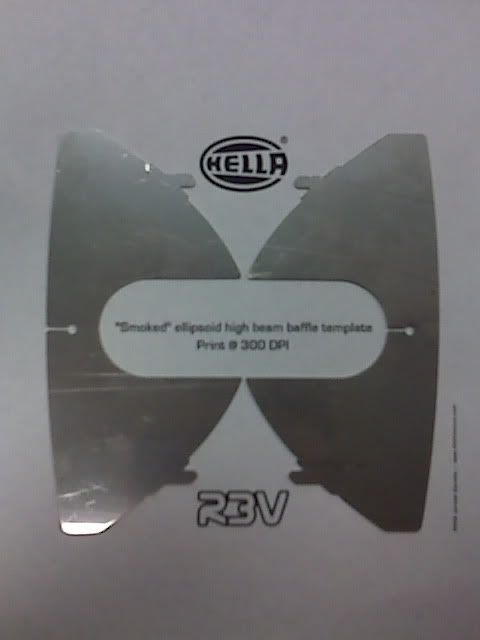 HELLA
®
"Smoked" ellipsoid high beam baffle template
Print @ 300 DPI
R3V